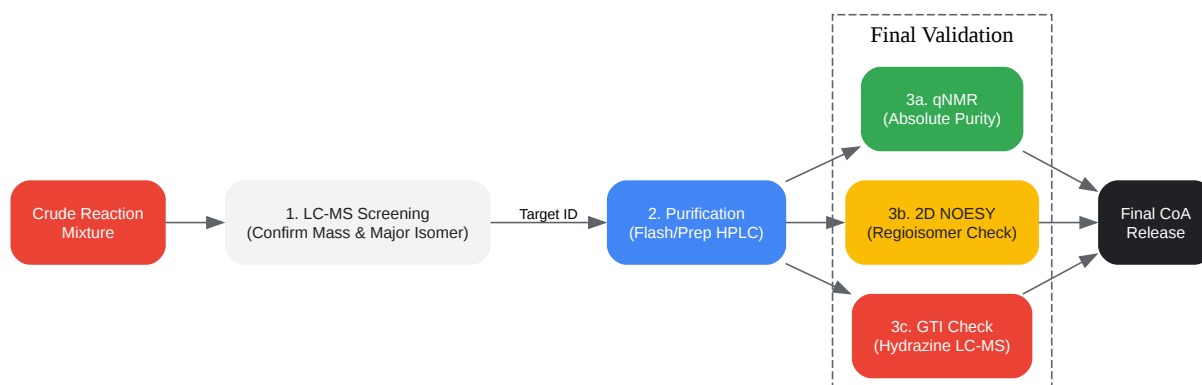 Final Validation
3a. qNMR
(Absolute Purity)
Crude Reaction
Mixture
1. LC-MS Screening
(Confirm Mass & Major Isomer)
Target ID
2. Purification
(Flash/Prep HPLC)
3b. 2D NOESY
(Regioisomer Check)
Final CoA
Release
3c. GTI Check
(Hydrazine LC-MS)